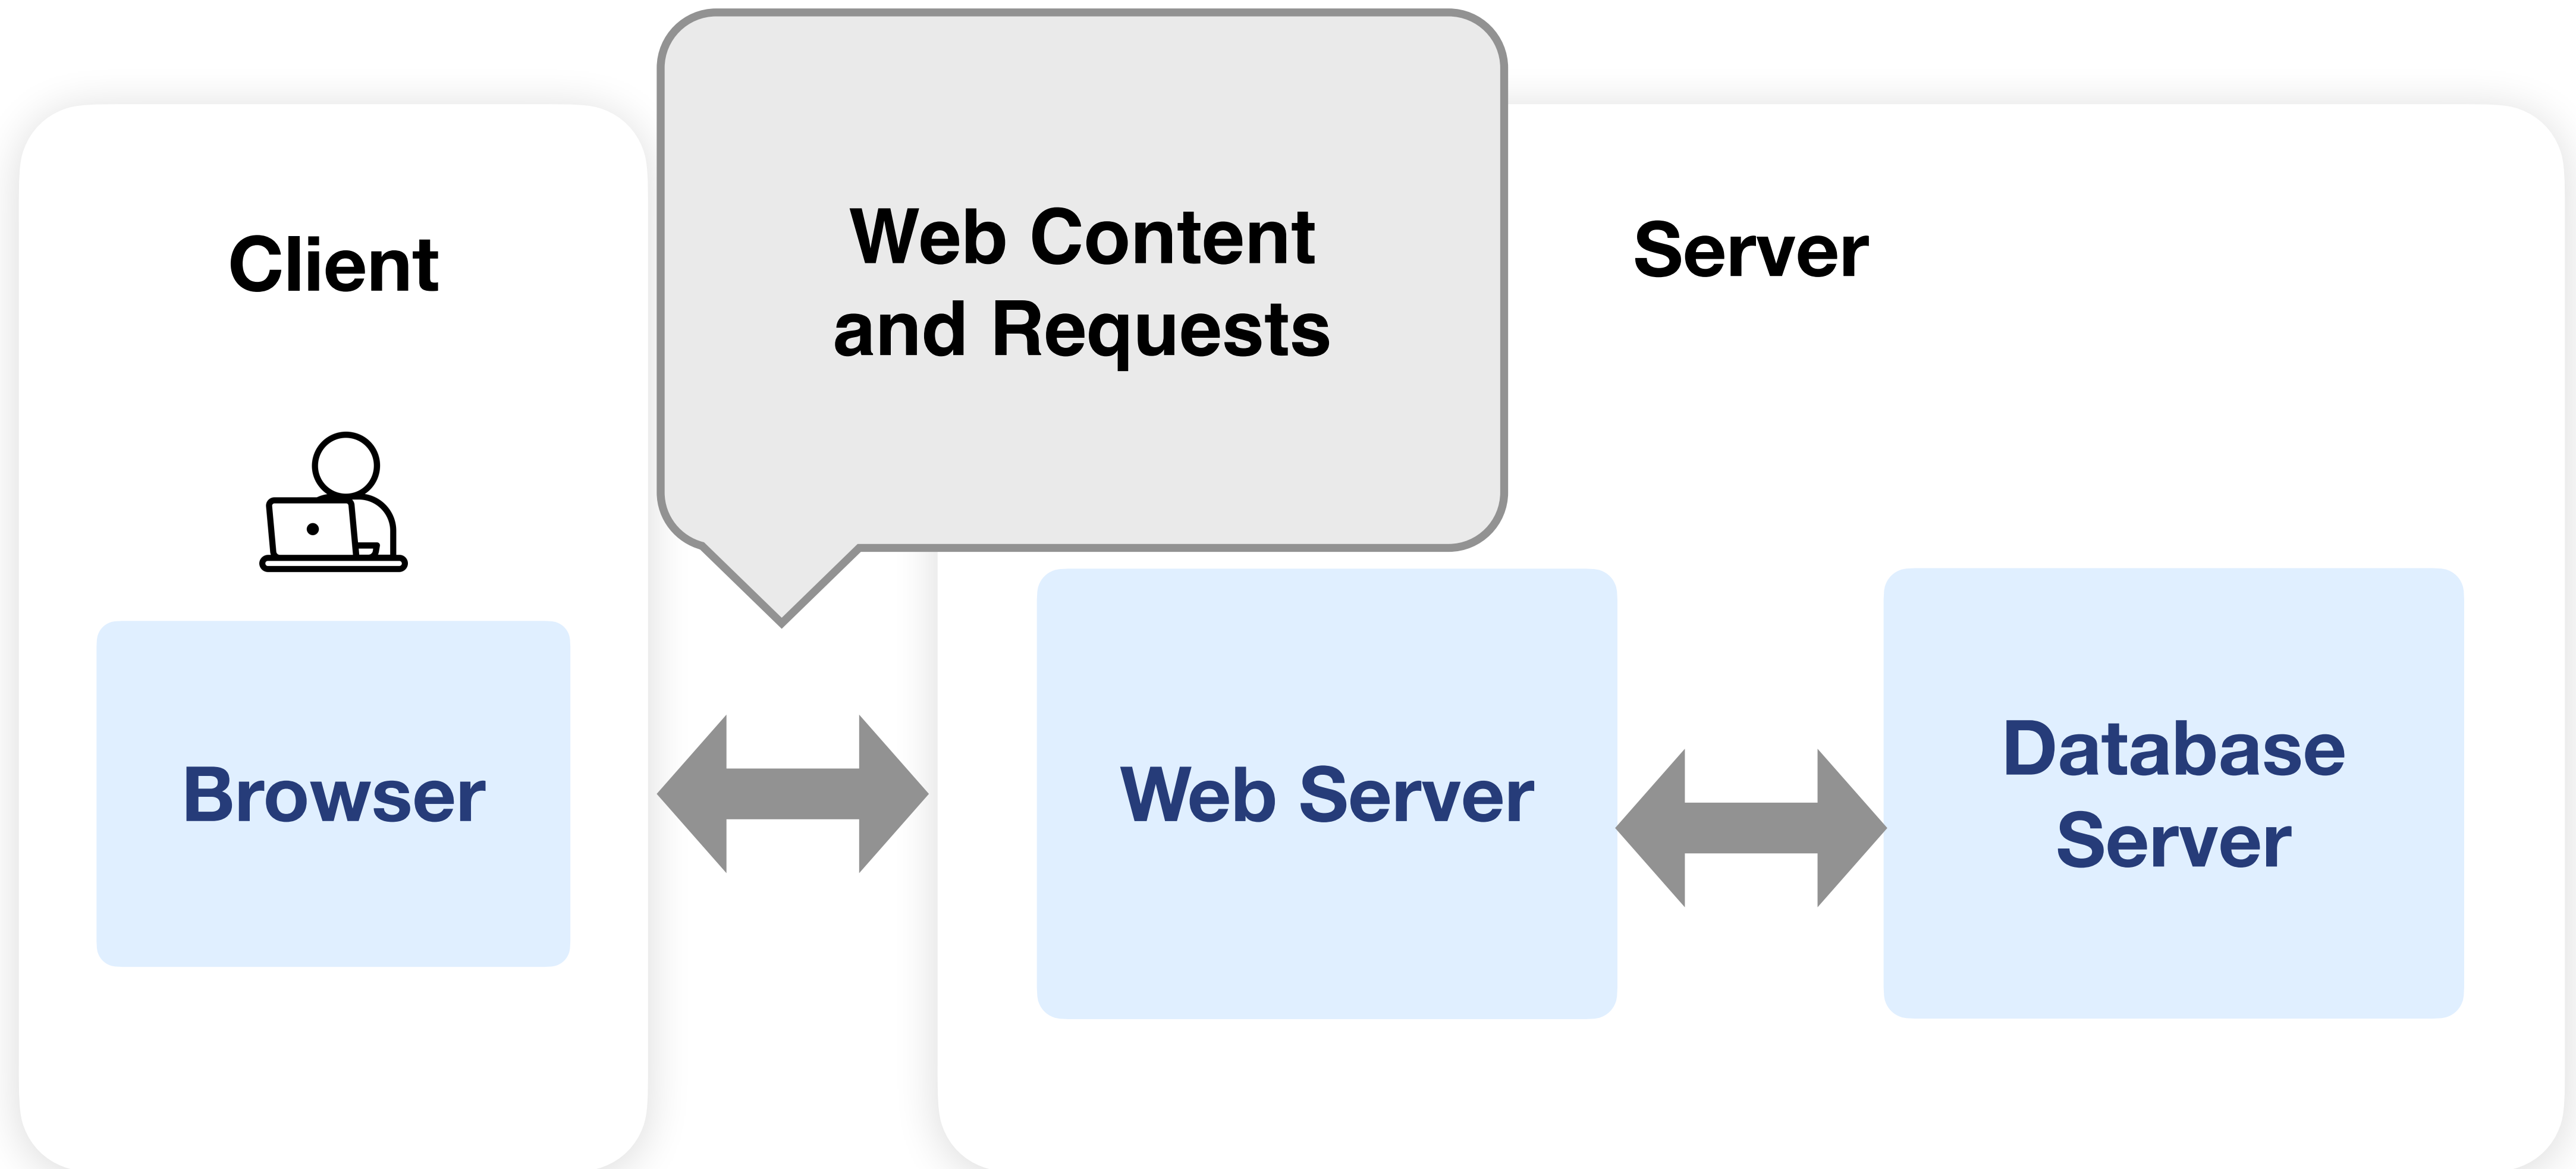 Client
Web Content
and Requests
Server
Browser
Web Server
Database
Server